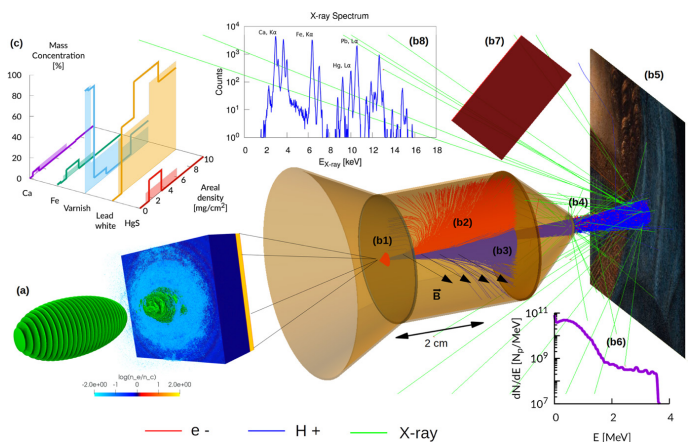 X-ray Spectrum
(c)
Mass
Concentration
[%]
100
80
60
40
20
0
Ca
Fe
Varnish
Lead
white
HgS
0
2
4
6
8
10
Areal
density
[mg/cm²]
Counts
10⁴
10³
10²
10¹
10⁰
Ca, Kα
Fe, Kα
Pb, Lα
Hg, Lα
(b8)
0 2 4 6 8 10 12 14 16 18
E_X-ray [keV]
(b7)
(b5)
(b4)
(b1)
(b2)
(b3)
B
2 cm
(a)
log(n_e/n_c)
-2.0e+00 -1 0 1 2.0e+00
dN/dE [N_p/MeV]
10¹¹
10⁹
10⁷
(b6)
0 2 4
E [MeV]
e - H + X-ray